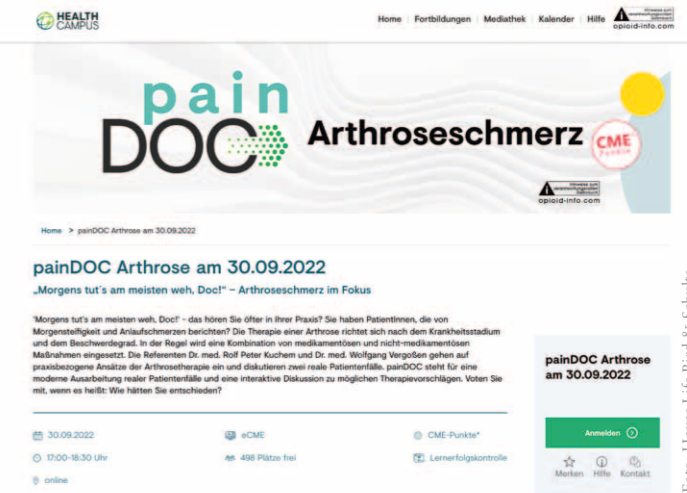 HEALTH
CAMPUS
Home Fortbildungen Mediathek Kalender Hilfe
opioid-info.com
pain
DOC Arthroseschmerz CME
Punkte
opioid-info.com
Home > painDOC Arthrose am 30.09.2022
painDOC Arthrose am 30.09.2022
„Morgens tut´s am meisten weh, Doc!“ – Arthroseschmerz im Fokus
'Morgens tut's am meisten weh, Doc!' - das hören Sie öfter in Ihrer Praxis? Sie haben PatientInnen, die von
Morgensteifigkeit und Anlaufschmerzen berichten? Die Therapie einer Arthrose richtet sich nach dem Krankheitsstadium
und dem Beschwerdegrad. In der Regel wird eine Kombination von medikamentösen und nicht-medikamentösen
Maßnahmen eingesetzt. Die Referenten Dr. med. Rolf Peter Kuchem und Dr. med. Wolfgang Vergoßen gehen auf
praxisbezogene Ansätze der Arthrosetherapie ein und diskutieren zwei reale Patientenfälle. painDOC steht für eine
moderne Ausarbeitung realer Patientenfälle und eine interaktive Diskussion zu möglichen Therapievorschlägen. Voten Sie
mit, wenn es heißt: Wie hätten Sie entschieden?
30.09.2022 eCME CME-Punkte*
17:00-18:30 Uhr 498 Plätze frei Lernerfolgskontrolle
online
painDOC Arthrose
am 30.09.2022
Anmelden
Merken Hilfe Kontakt